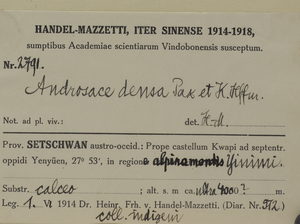 HANDEL-MAZZETTI, ITER SINENSE 1914-1918,
sumptibus Academiae scientiarum Vindobonensis susceptum.
Nr. 2791.
Androsace densa Pax et K. Hffm.
Not. ad pl. viv.: det. H-M.
Prov. SETSCHWAN austro-occid.: Prope castellum Kwapi ad septentr.
oppidi Yenyüen, 27° 53', in regione alpina montis
Substr. calceo ; alt. s. m ca. ultra 4000 ? m.
Leg. 1. VI 1914 Dr. Heinr. Frh. v. Handel-Mazzetti. (Diar. Nr. 512)
coll. indigeni